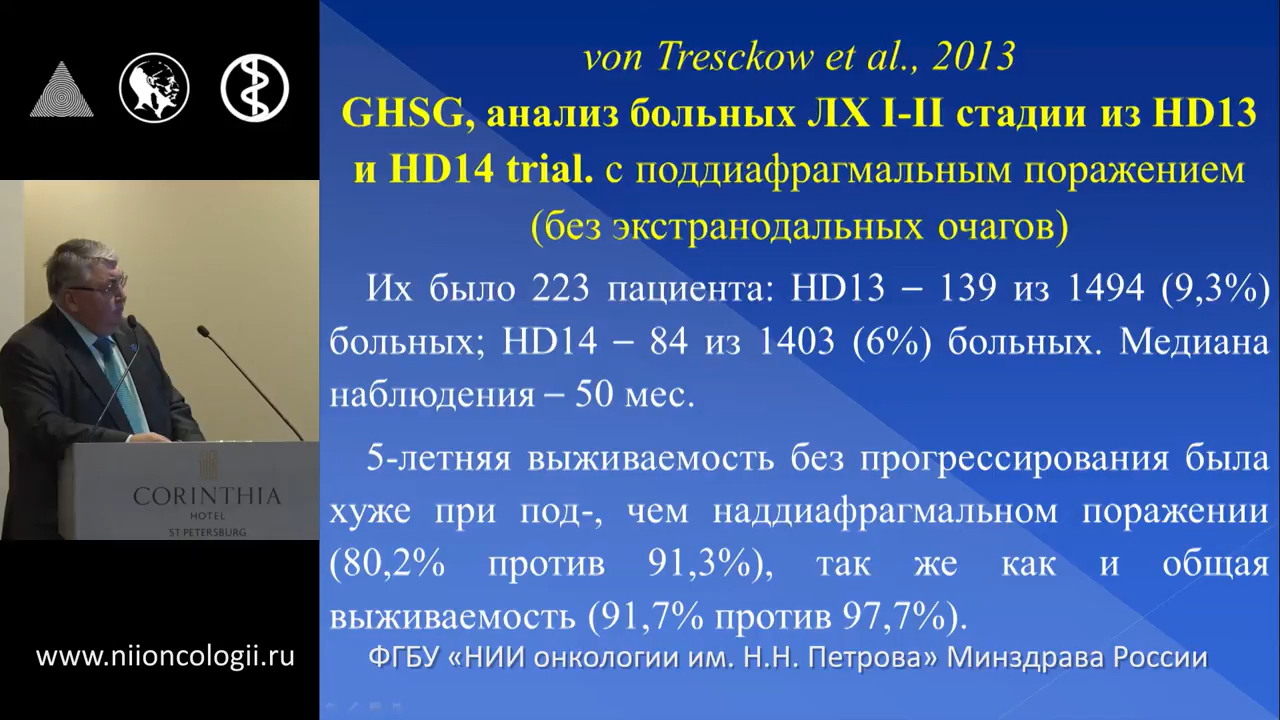 von Tresckow et al., 2013
GHSG, анализ больных ЛХ I-II стадии из HD13
и HD14 trial. с поддиафрагмальным поражением
(без экстранодальных очагов)
Их было 223 пациента: HD13 – 139 из 1494 (9,3%)
больных; HD14 – 84 из 1403 (6%) больных. Медиана
наблюдения – 50 мес.
5-летняя выживаемость без прогрессирования была
хуже при под-, чем наддиафрагмальном поражении
(80,2% против 91,3%), так же как и общая
выживаемость (91,7% против 97,7%).
CORINTHIA
HOTEL
ST PETERSBURG
www.niioncologii.ru
ФГБУ «НИИ онкологии им. Н.Н. Петрова» Минздрава России